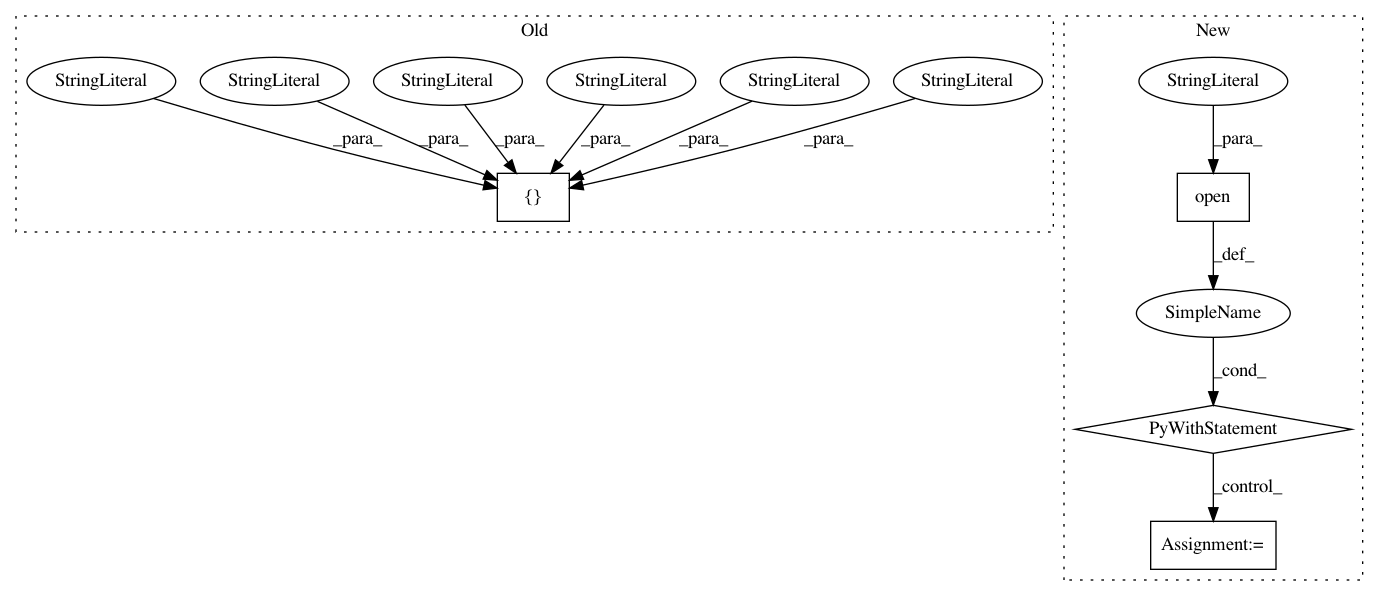 Old
New
StringLiteral StringLiteral StringLiteral StringLiteral StringLiteral StringLiteral StringLiteral
_para_ _para_ _para_ _para_ _para_ _para_ _para_
{} open
_def_
SimpleName
_cond_
PyWithStatement
_control_
Assignment:=